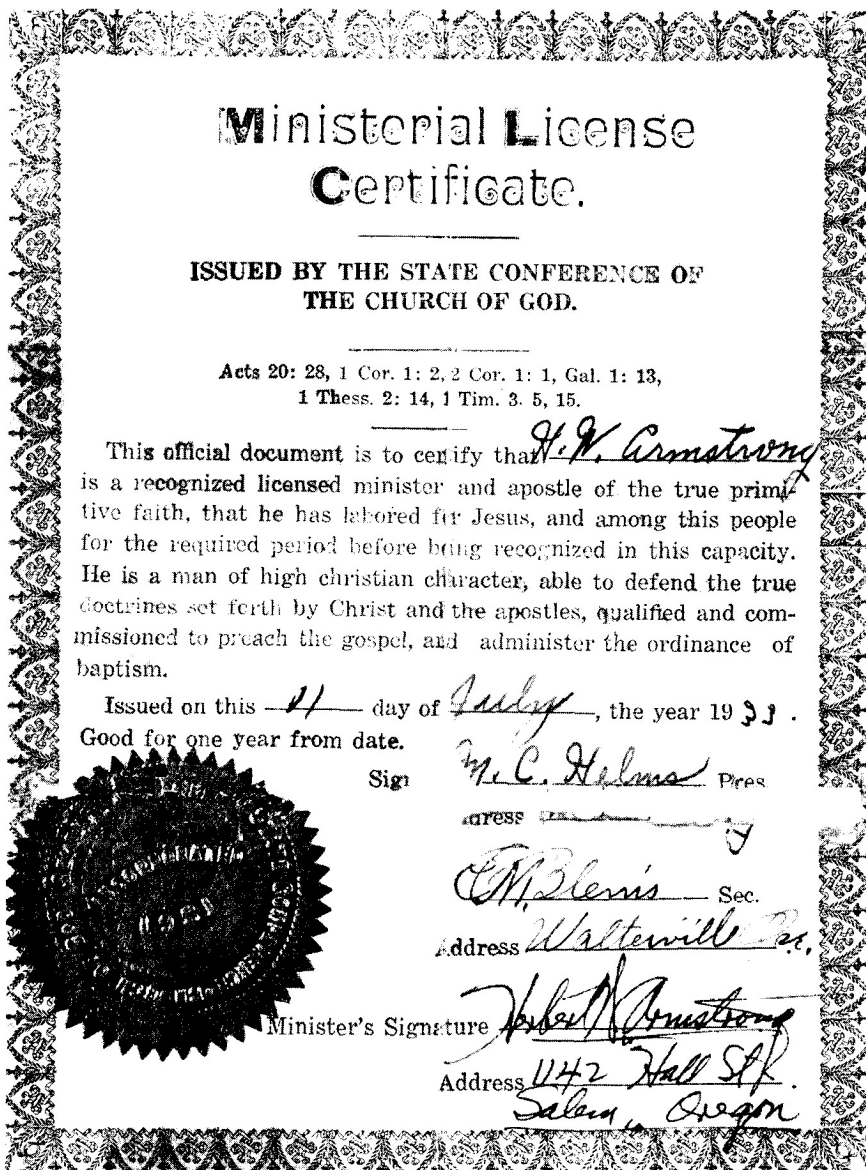 Ministerial License
Certificate.
ISSUED BY THE STATE CONFERENCE OF
THE CHURCH OF GOD.
Acts 20: 28, 1 Cor. 1: 2, 2 Cor. 1: 1, Gal. 1: 13,
1 Thess. 2: 14, 1 Tim. 3. 5, 15.
This official document is to certify that H. W. Armstrong
is a recognized licensed minister and apostle of the true primi-
tive faith, that he has labored for Jesus, and among this people
for the required period before being recognized in this capacity.
He is a man of high christian character, able to defend the true
doctrines set forth by Christ and the apostles, qualified and com-
missioned to preach the gospel, and administer the ordinance of
baptism.
Issued on this day of July, the year 1933.
Good for one year from date.
Sign M. C. Helms Pres
dress
Sec.
Address Walterville
Minister's Signature Herbert W Armstrong
Address 1142 Hall St.
Salem, Oregon